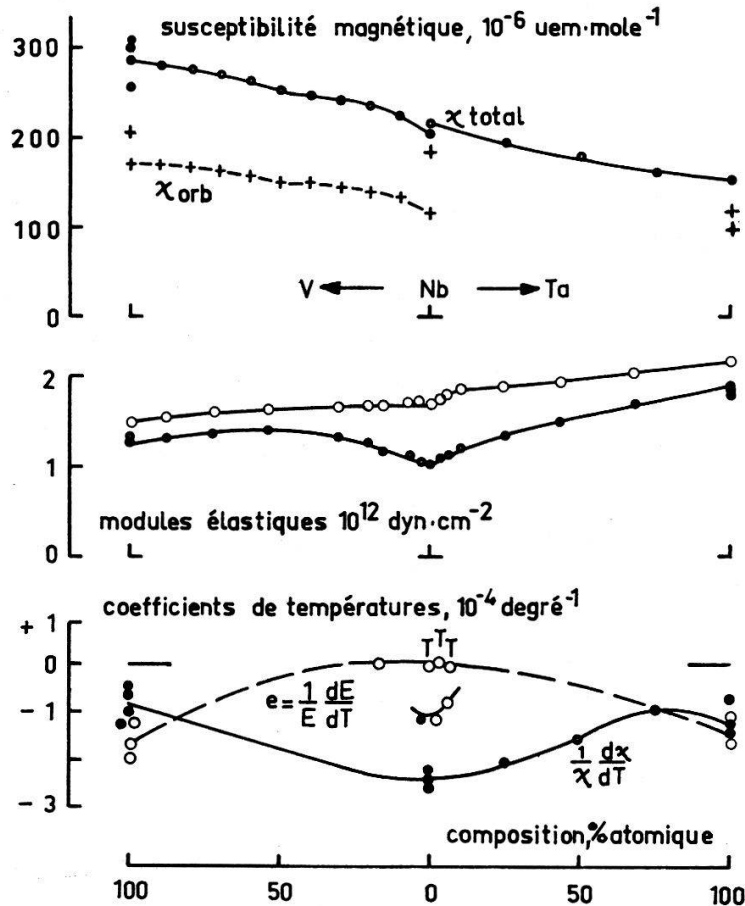 susceptibilité magnétique, 10⁻⁶ uem·mole⁻¹
300
200
100
0
χ total
χ orb
V ← Nb → Ta
2
1
0
modules élastiques 10¹² dyn·cm⁻²
coefficients de températures, 10⁻⁴ degré⁻¹
+ 1
0
- 1
- 3
T T T
e = 1/E dE/dT
1/χ dχ/dT
composition, % atomique
100 50 0 50 100